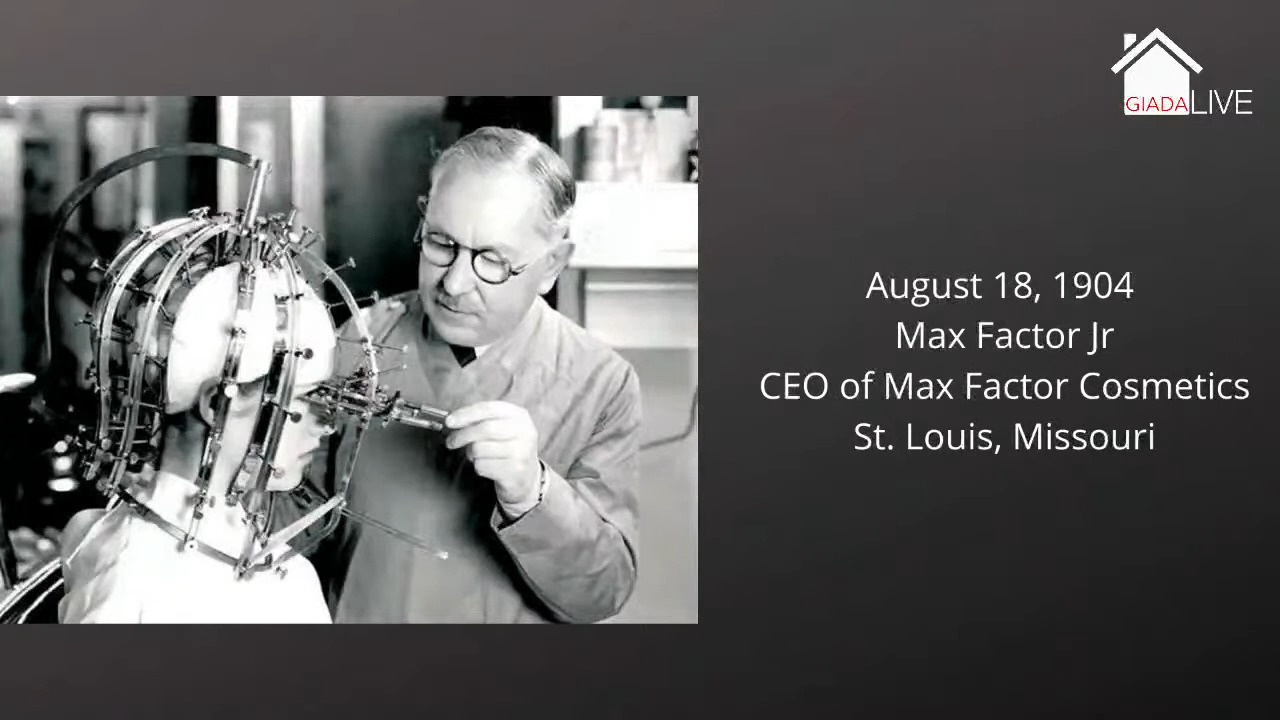 GIADALIVE
August 18, 1904
Max Factor Jr
CEO of Max Factor Cosmetics
St. Louis, Missouri